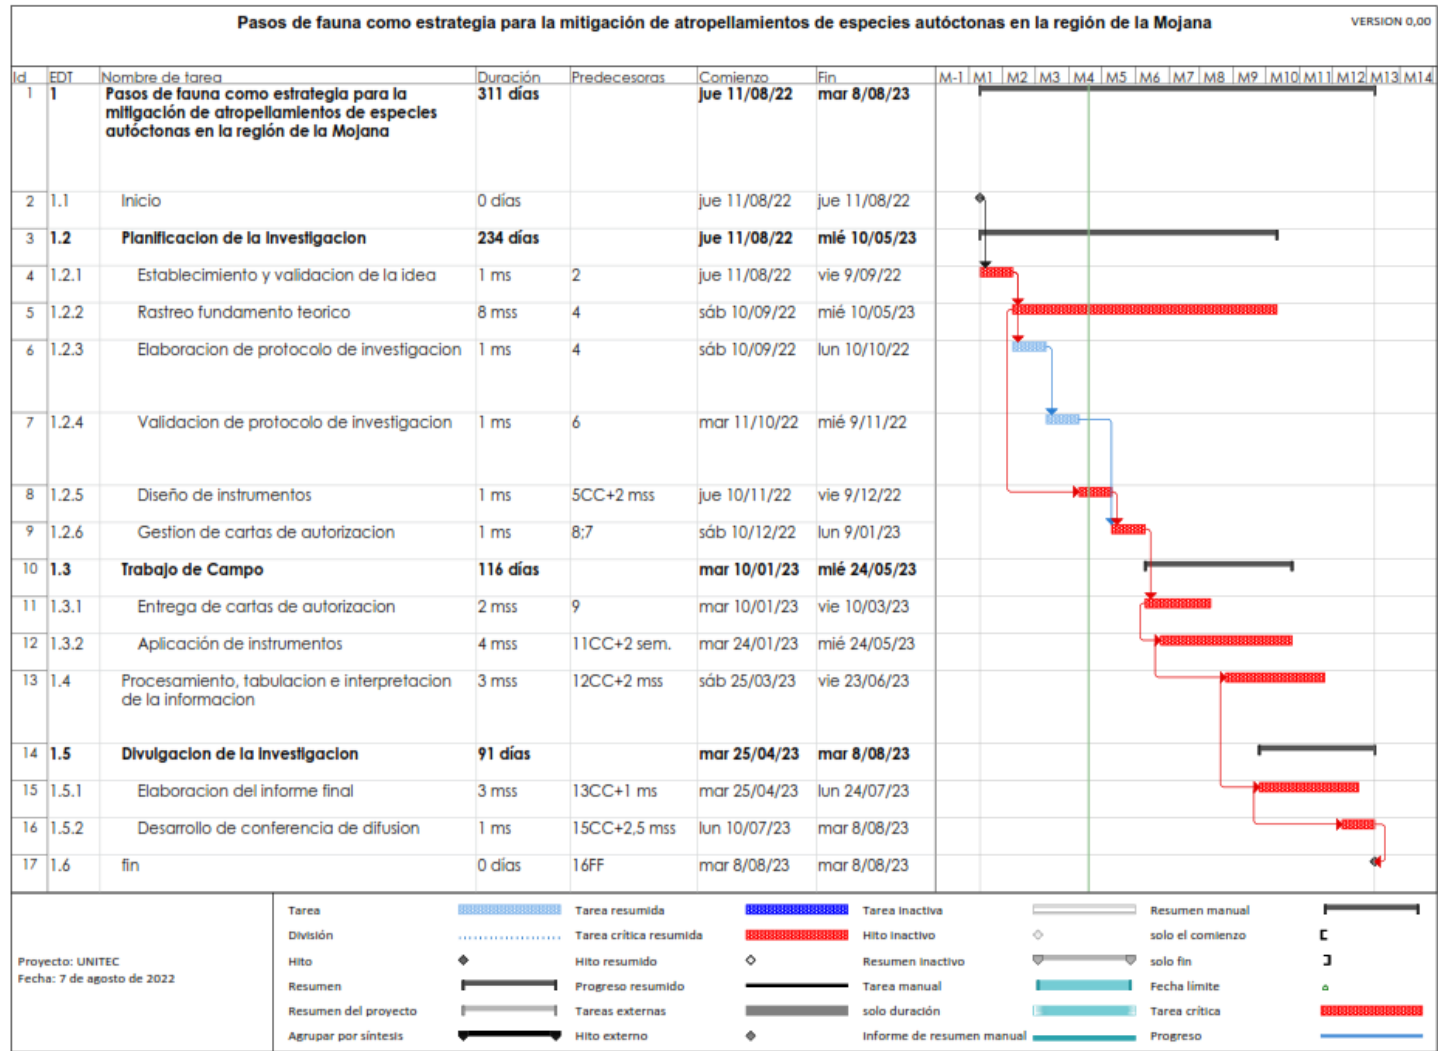 Pasos de fauna como estrategia para la mitigación de atropellamientos de especies autóctonas en la región de la Mojana
VERSION 0,00
Id EDT Nombre de tarea Duración Predecesoras Comienzo Fin M-1 M1 M2 M3 M4 M5 M6 M7 M8 M9 M10 M11 M12 M13 M14
1 1 Pasos de fauna como estrategia para la 311 días jue 11/08/22 mar 8/08/23
mitigación de atropellamientos de especies
autóctonas en la región de la Mojana
2 1.1 Inicio 0 días jue 11/08/22 jue 11/08/22
3 1.2 Planificacion de la Investigacion 234 días jue 11/08/22 mié 10/05/23
4 1.2.1 Establecimiento y validacion de la idea 1 ms 2 jue 11/08/22 vie 9/09/22
5 1.2.2 Rastreo fundamento teorico 8 mss 4 sáb 10/09/22 mié 10/05/23
6 1.2.3 Elaboracion de protocolo de investigacion 1 ms 4 sáb 10/09/22 lun 10/10/22
7 1.2.4 Validacion de protocolo de investigacion 1 ms 6 mar 11/10/22 mié 9/11/22
8 1.2.5 Diseño de instrumentos 1 ms 5CC+2 mss jue 10/11/22 vie 9/12/22
9 1.2.6 Gestion de cartas de autorizacion 1 ms 8;7 sáb 10/12/22 lun 9/01/23
10 1.3 Trabajo de Campo 116 días mar 10/01/23 mié 24/05/23
11 1.3.1 Entrega de cartas de autorizacion 2 mss 9 mar 10/01/23 vie 10/03/23
12 1.3.2 Aplicación de instrumentos 4 mss 11CC+2 sem. mar 24/01/23 mié 24/05/23
13 1.4 Procesamiento, tabulacion e interpretacion 3 mss 12CC+2 mss sáb 25/03/23 vie 23/06/23
de la informacion
14 1.5 Divulgacion de la Investigacion 91 días mar 25/04/23 mar 8/08/23
15 1.5.1 Elaboracion del informe final 3 mss 13CC+1 ms mar 25/04/23 lun 24/07/23
16 1.5.2 Desarrollo de conferencia de difusion 1 ms 15CC+2,5 mss lun 10/07/23 mar 8/08/23
17 1.6 fin 0 días 16FF mar 8/08/23 mar 8/08/23
Proyecto: UNITEC
Fecha: 7 de agosto de 2022
Tarea Tarea resumida Tarea inactiva Resumen manual
División Tarea crítica resumida Hito inactivo solo el comienzo
Hito Hito resumido Resumen inactivo solo fin
Resumen Progreso resumido Tarea manual Fecha límite
Resumen del proyecto Tareas externas solo duración Tarea crítica
Agrupar por síntesis Hito externo Informe de resumen manual Progreso